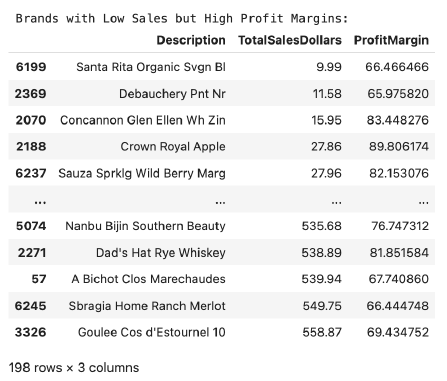 Brands with Low Sales but High Profit Margins:
Description TotalSalesDollars ProfitMargin
6199 Santa Rita Organic Svgn Bl 9.99 66.466466
2369 Debauchery Pnt Nr 11.58 65.975820
2070 Concannon Glen Ellen Wh Zin 15.95 83.448276
2188 Crown Royal Apple 27.86 89.806174
6237 Sauza Sprklg Wild Berry Marg 27.96 82.153076
... ... ... ...
5074 Nanbu Bijin Southern Beauty 535.68 76.747312
2271 Dad's Hat Rye Whiskey 538.89 81.851584
57 A Bichot Clos Marechaudes 539.94 67.740860
6245 Sbragia Home Ranch Merlot 549.75 66.444748
3326 Goulee Cos d'Estournel 10 558.87 69.434752
198 rows × 3 columns